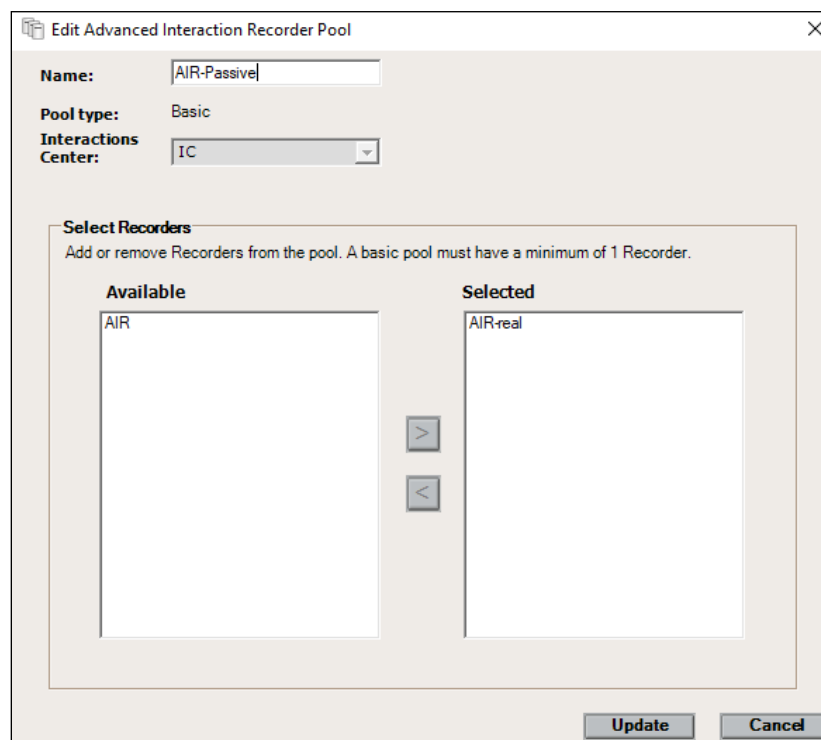 Edit Advanced Interaction Recorder Pool
Name: AIR-Passive
Pool type: Basic
Interactions
Center: IC
Select Recorders
Add or remove Recorders from the pool. A basic pool must have a minimum of 1 Recorder.
Available Selected
AIR AIR-real
>
<
Update Cancel